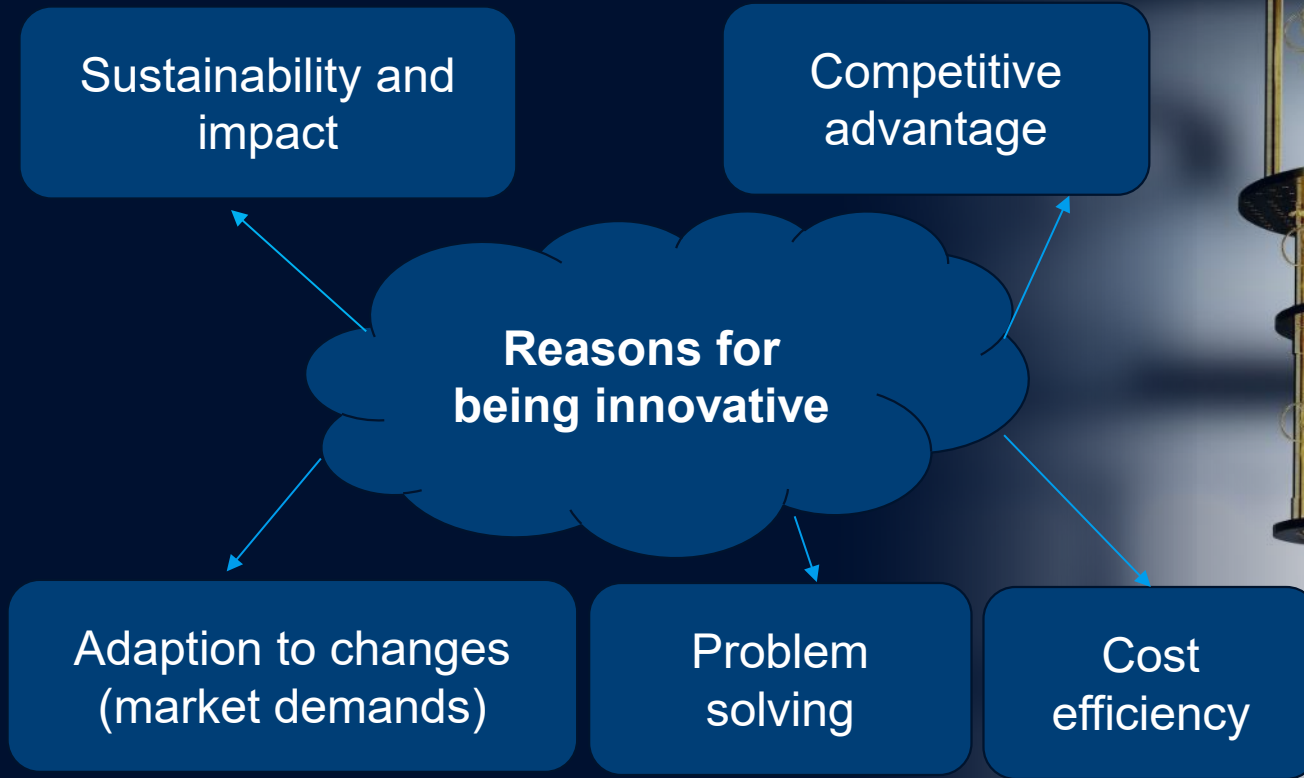 Sustainability and
impact
Competitive
advantage
Reasons for
being innovative
Adaption to changes
(market demands)
Problem
solving
Cost
efficiency